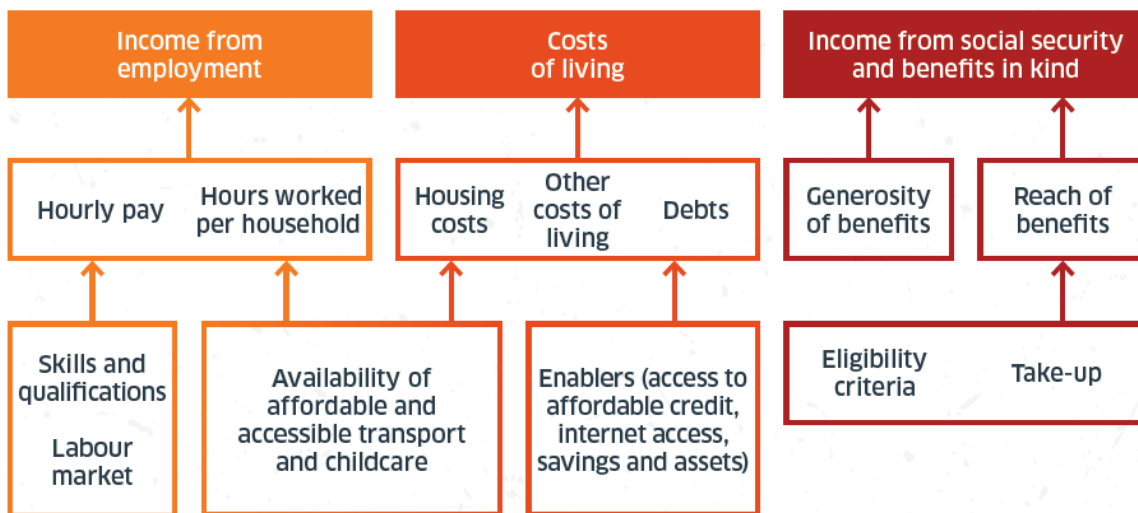 Income from
employment
Costs
of living
Income from social security
and benefits in kind
Hourly pay
Hours worked
per household
Housing
costs
Other
costs of
living
Debts
Generosity
of benefits
Reach of
benefits
Skills and
qualifications
Labour
market
Availability of
affordable and
accessible transport
and childcare
Enablers (access to
affordable credit,
internet access,
savings and assets)
Eligibility
criteria
Take-up